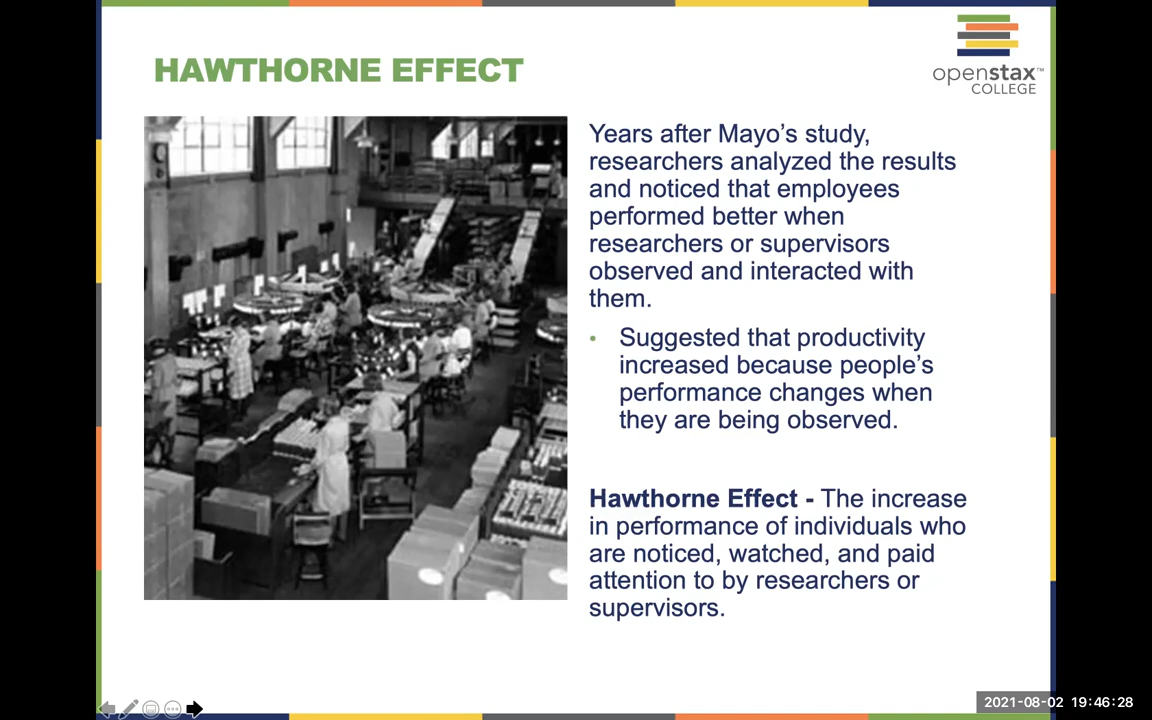 HAWTHORNE EFFECT
openstax™
COLLEGE
Years after Mayo's study,
researchers analyzed the results
and noticed that employees
performed better when
researchers or supervisors
observed and interacted with
them.
• Suggested that productivity
increased because people's
performance changes when
they are being observed.
Hawthorne Effect - The increase
in performance of individuals who
are noticed, watched, and paid
attention to by researchers or
supervisors.
2021-08-02 19:46:28